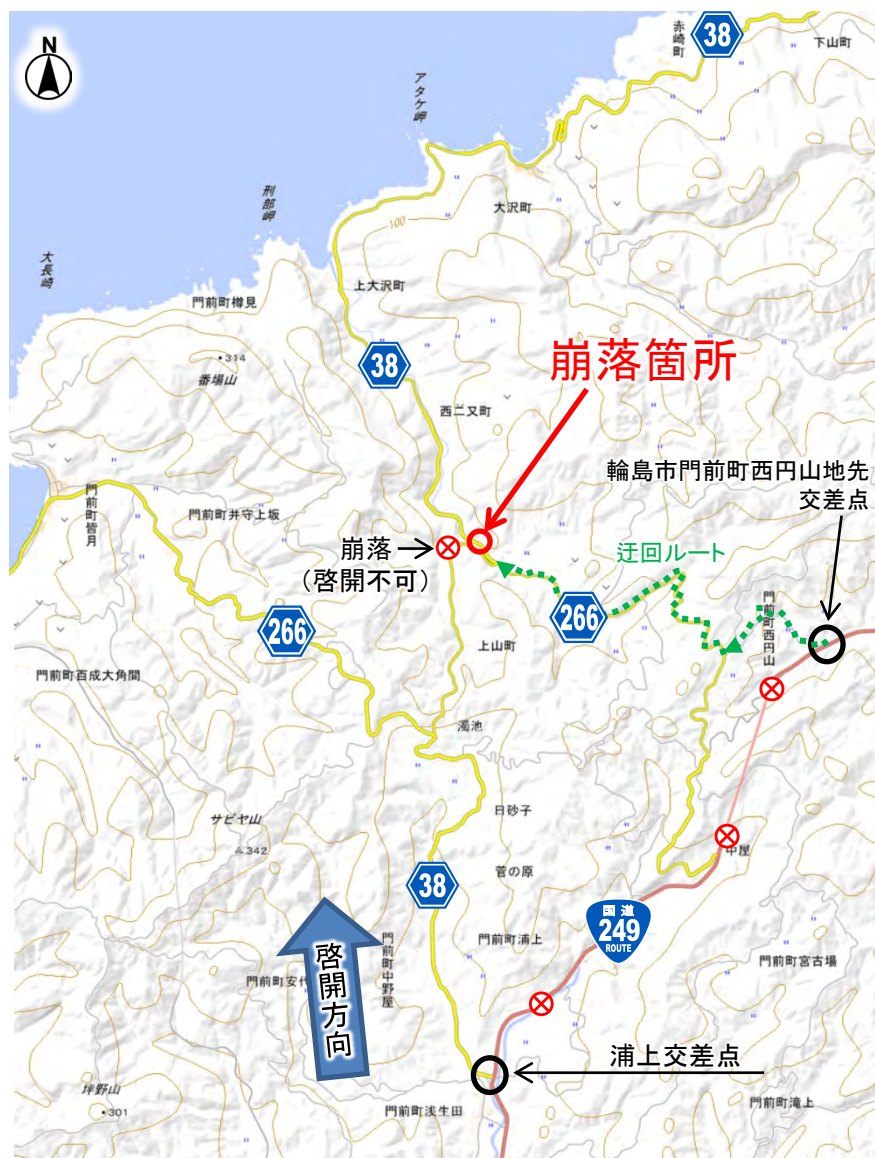 N
38
赤崎町
下山町
アタケ岬
刑部岬
大沢町
100
大長崎
上大沢町
門前町樽見
崩落箇所
・314
38
番場山
西二又町
輪島市門前町西円山地先
交差点
門前町皆月
門前町井守上坂
崩落
(啓開不可)
迂回ルート
266
266
門前町西円山
上山町
門前町百成大角間
濁池
日砂子
サビヤ山
342
中屋
菅の原
38
国道
249
ROUTE
啓開方向
門前町中野屋
門前町浦上
門前町宮古場
門前町安代
浦上交差点
坪野山
・301
門前町浅生田
門前町滝上